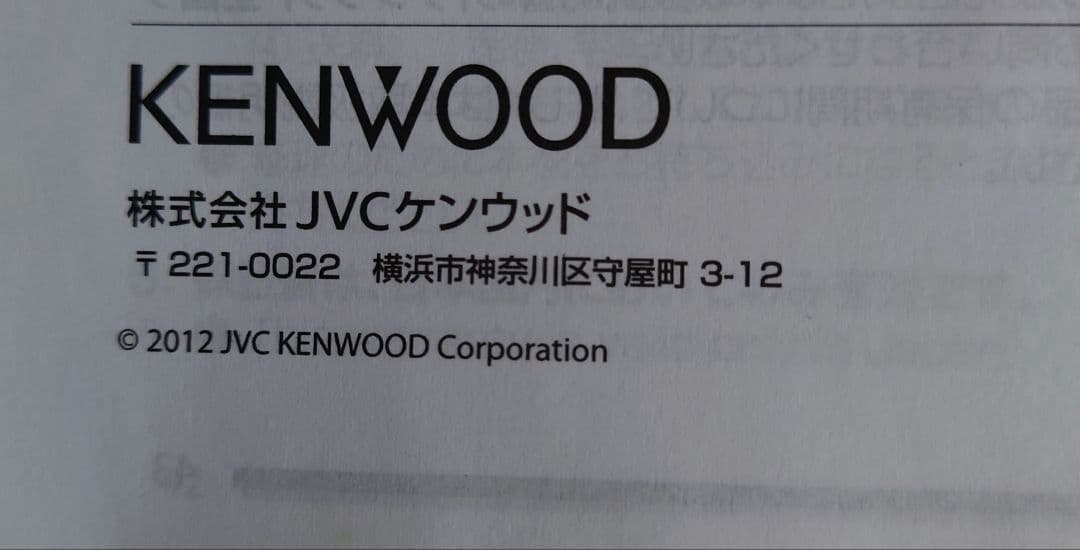 KENWOOD
株式会社JVCケンウッド
〒221-0022 横浜市神奈川区守屋町 3-12
© 2012 JVC KENWOOD Corporation